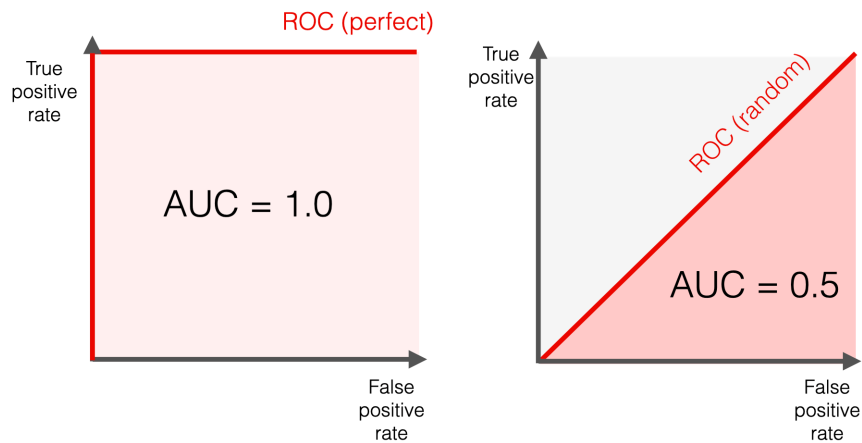 ROC (perfect)
True
positive
rate
AUC = 1.0
False
positive
rate
True
positive
rate
ROC (random)
AUC = 0.5
False
positive
rate